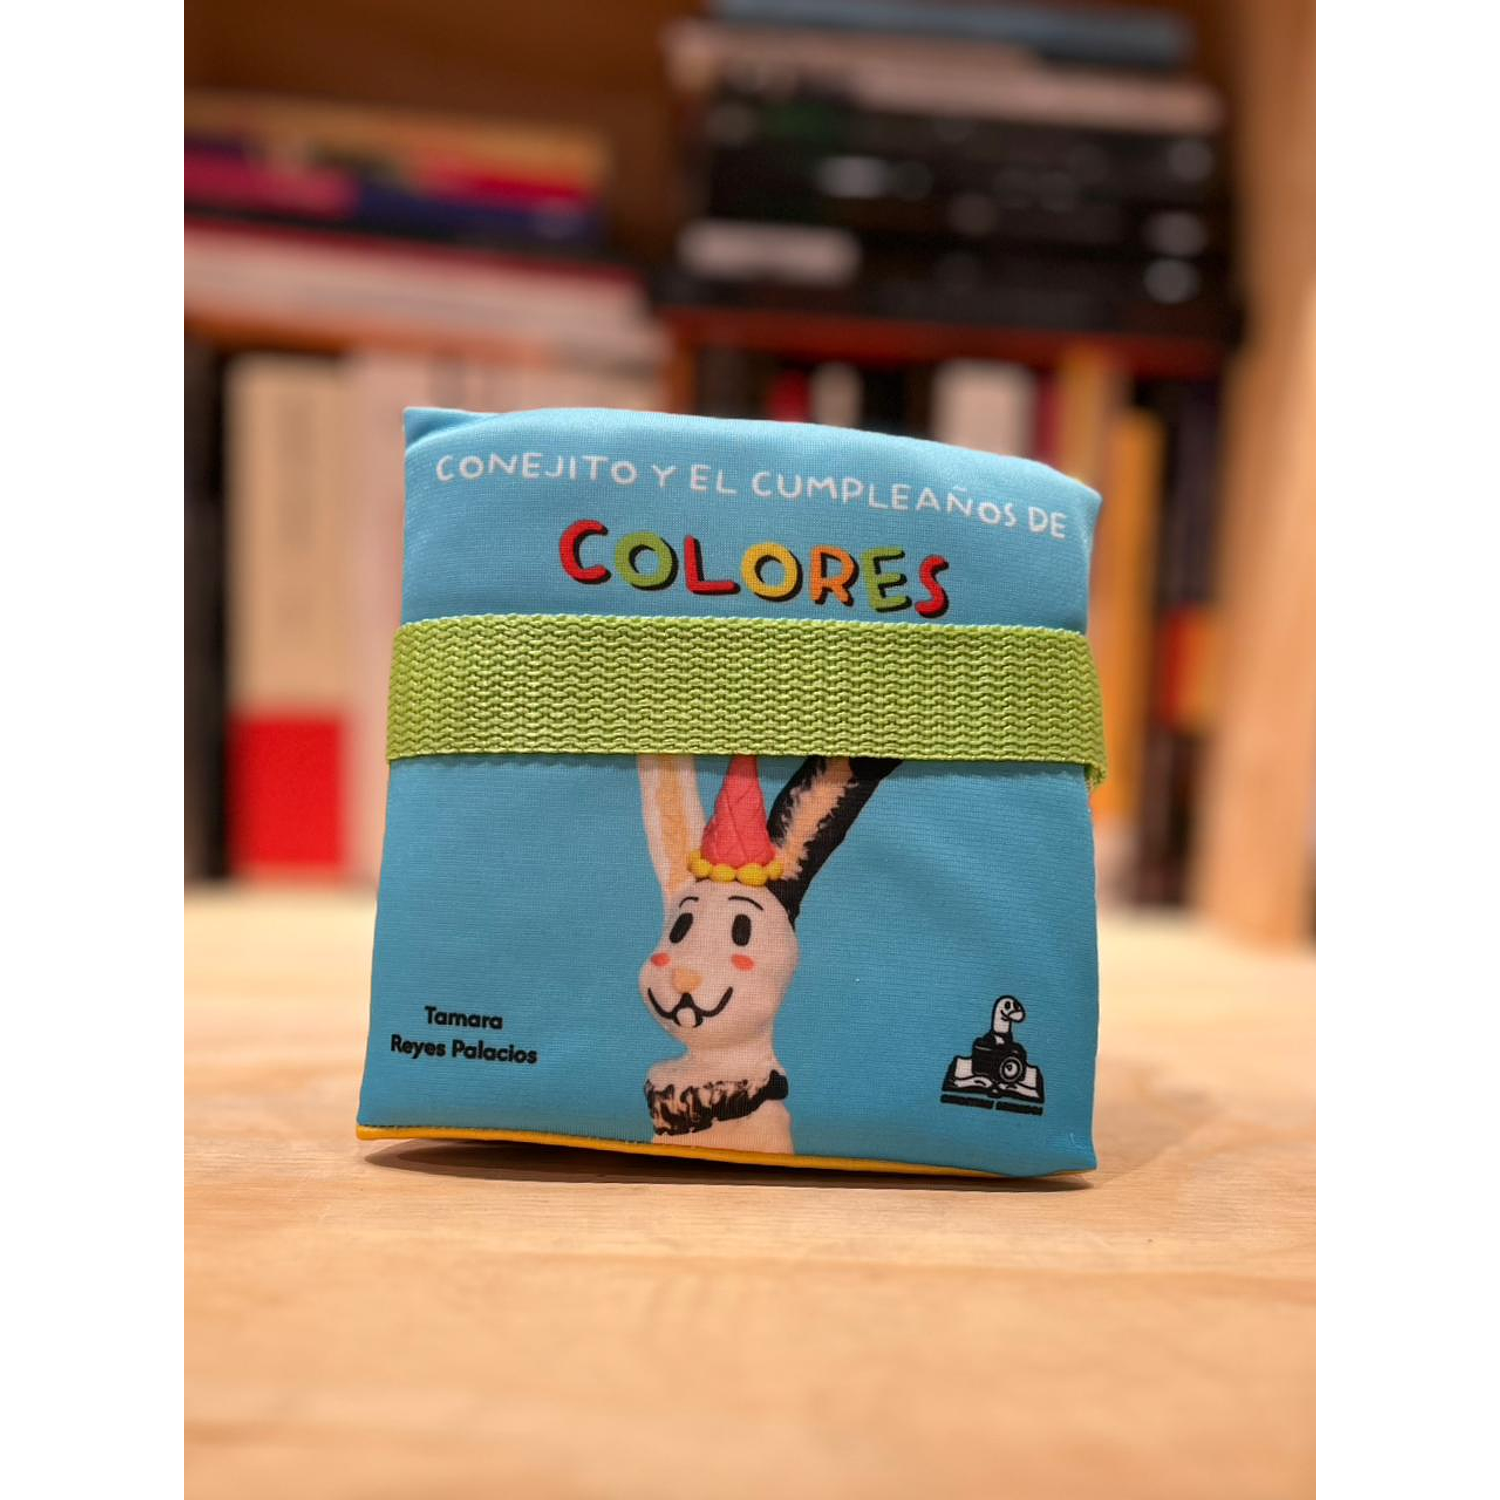 CONEJITO Y EL CUMPLEAÑOS DE
COLORES
Tamara
Reyes Palacios